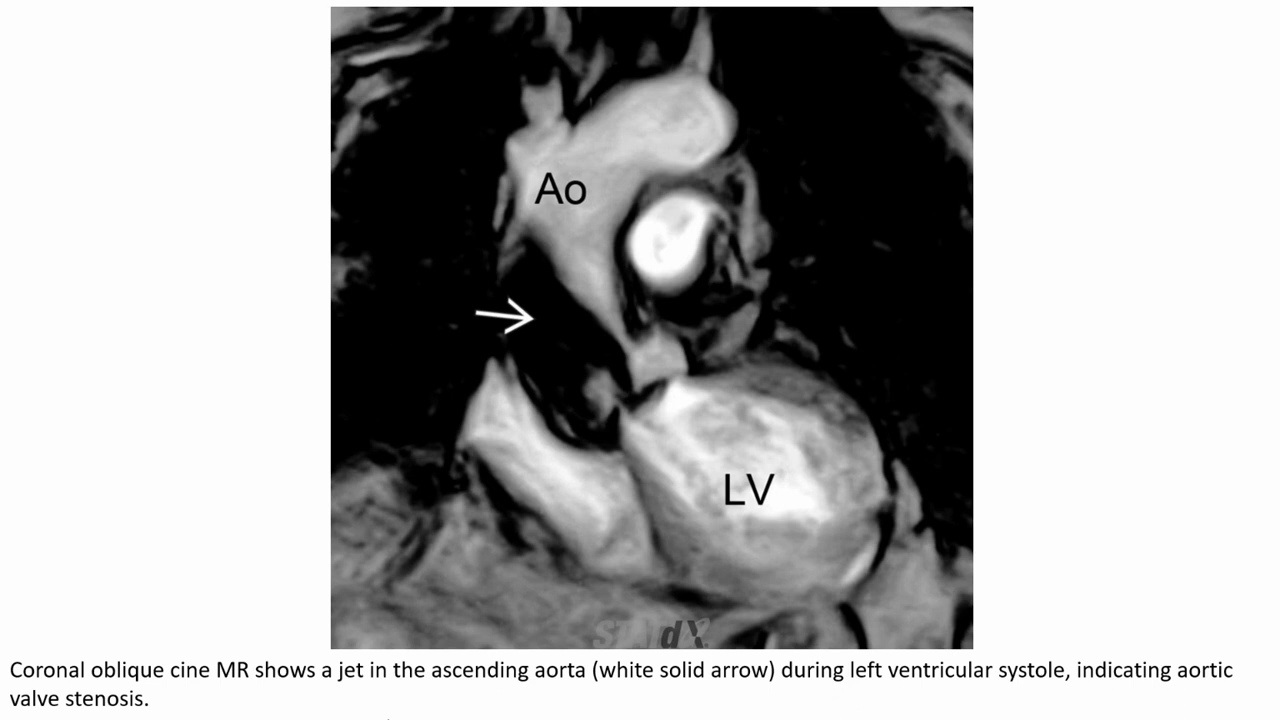 Ao
LV
STATdX
Coronal oblique cine MR shows a jet in the ascending aorta (white solid arrow) during left ventricular systole, indicating aortic
valve stenosis.